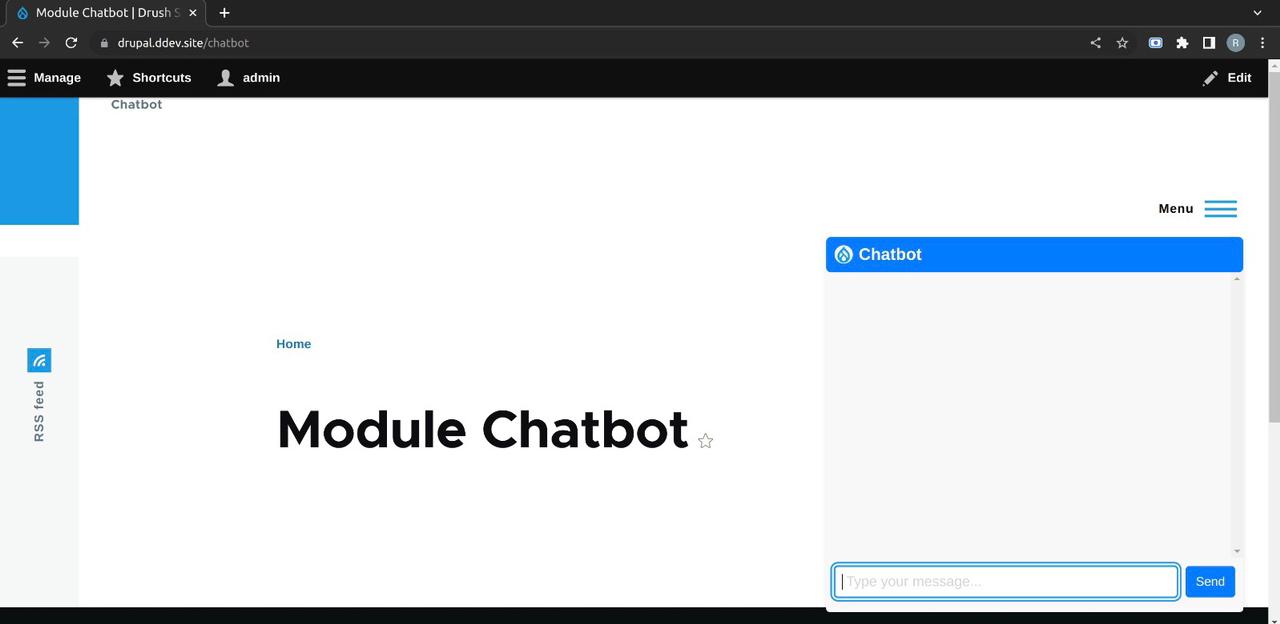 Module Chatbot | Drush S
drupal.ddev.site/chatbot
R
Manage
Shortcuts
admin
Edit
Chatbot
Menu
Chatbot
Home
RSS feed
Module Chatbot
Type your message...
Send